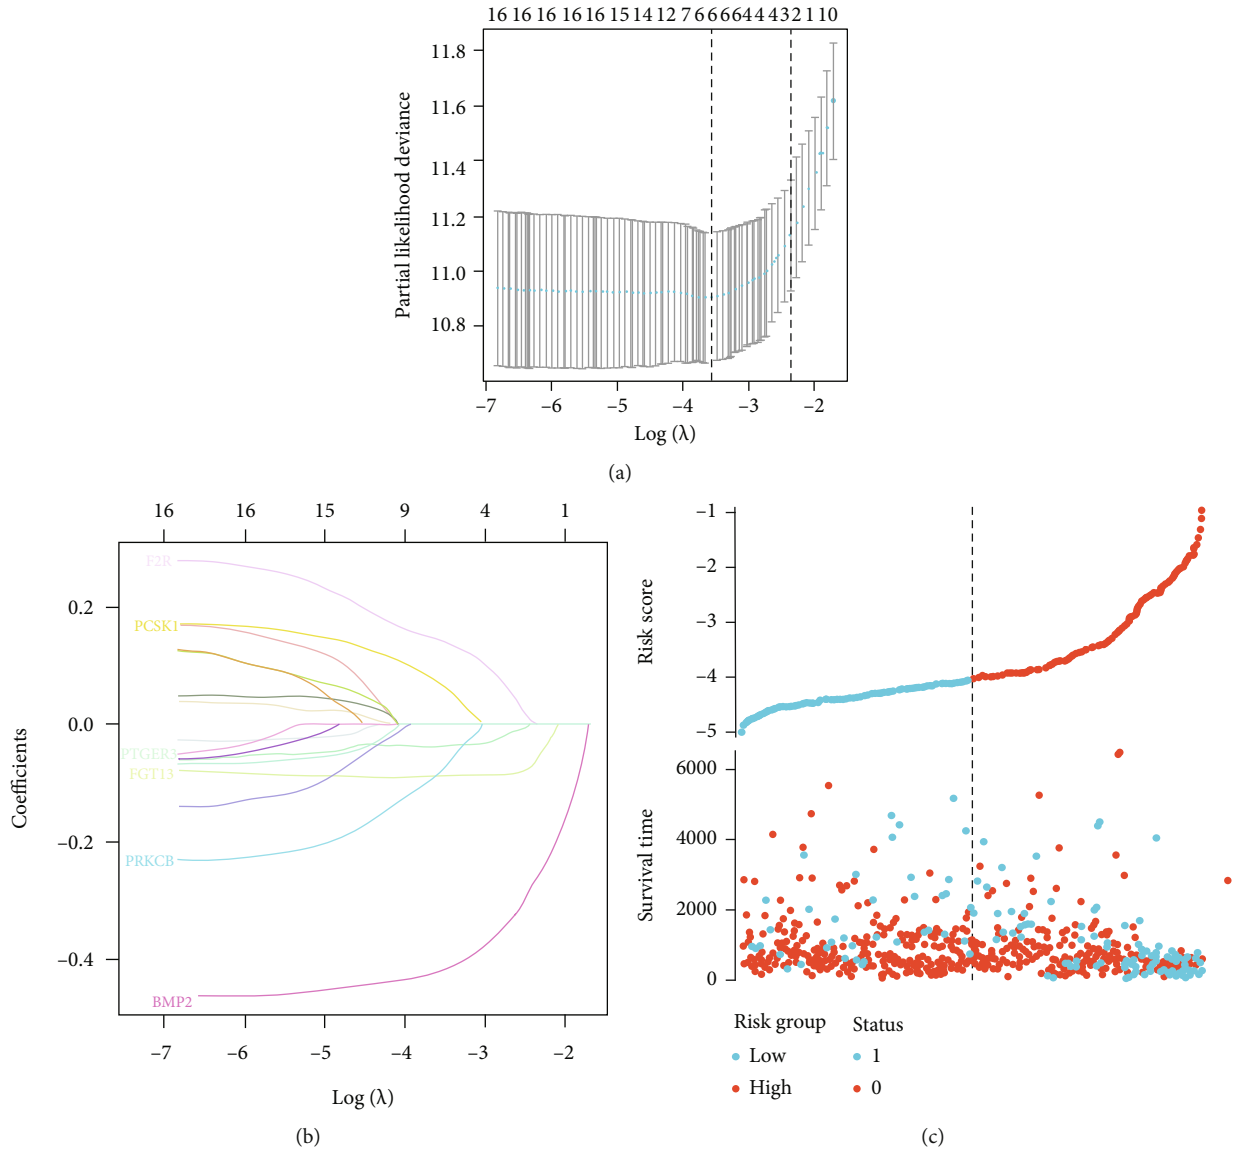 16 16 16 16 16 15 14 12 7 6 6 6 6 4 4 4 3 2 1 1 0
11.8
11.6
11.4
11.2
11.0
10.8
Partial likelihood deviance
–7 –6 –5 –4 –3 –2
Log (λ)
(a)
16 16 15 9 4 1
0.2
0.0
–0.2
–0.4
Coefficients
F2R
PCSK1
PTGER3
FGT13
PRKCB
BMP2
–7 –6 –5 –4 –3 –2
Log (λ)
(b)
–1
–2
–3
–4
–5
Risk score
6000
4000
2000
0
Survival time
Risk group Status
Low 1
High 0
(c)